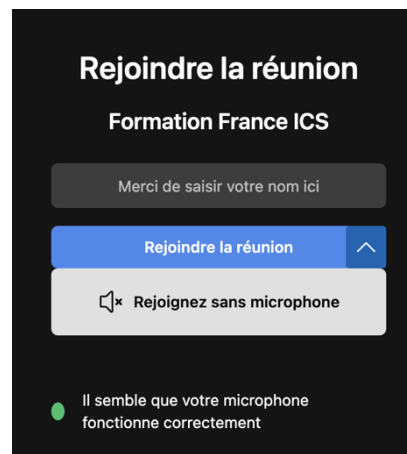 Rejoindre la réunion
Formation France ICS
Merci de saisir votre nom ici
Rejoindre la réunion
Rejoignez sans microphone
Il semble que votre microphone
fonctionne correctement